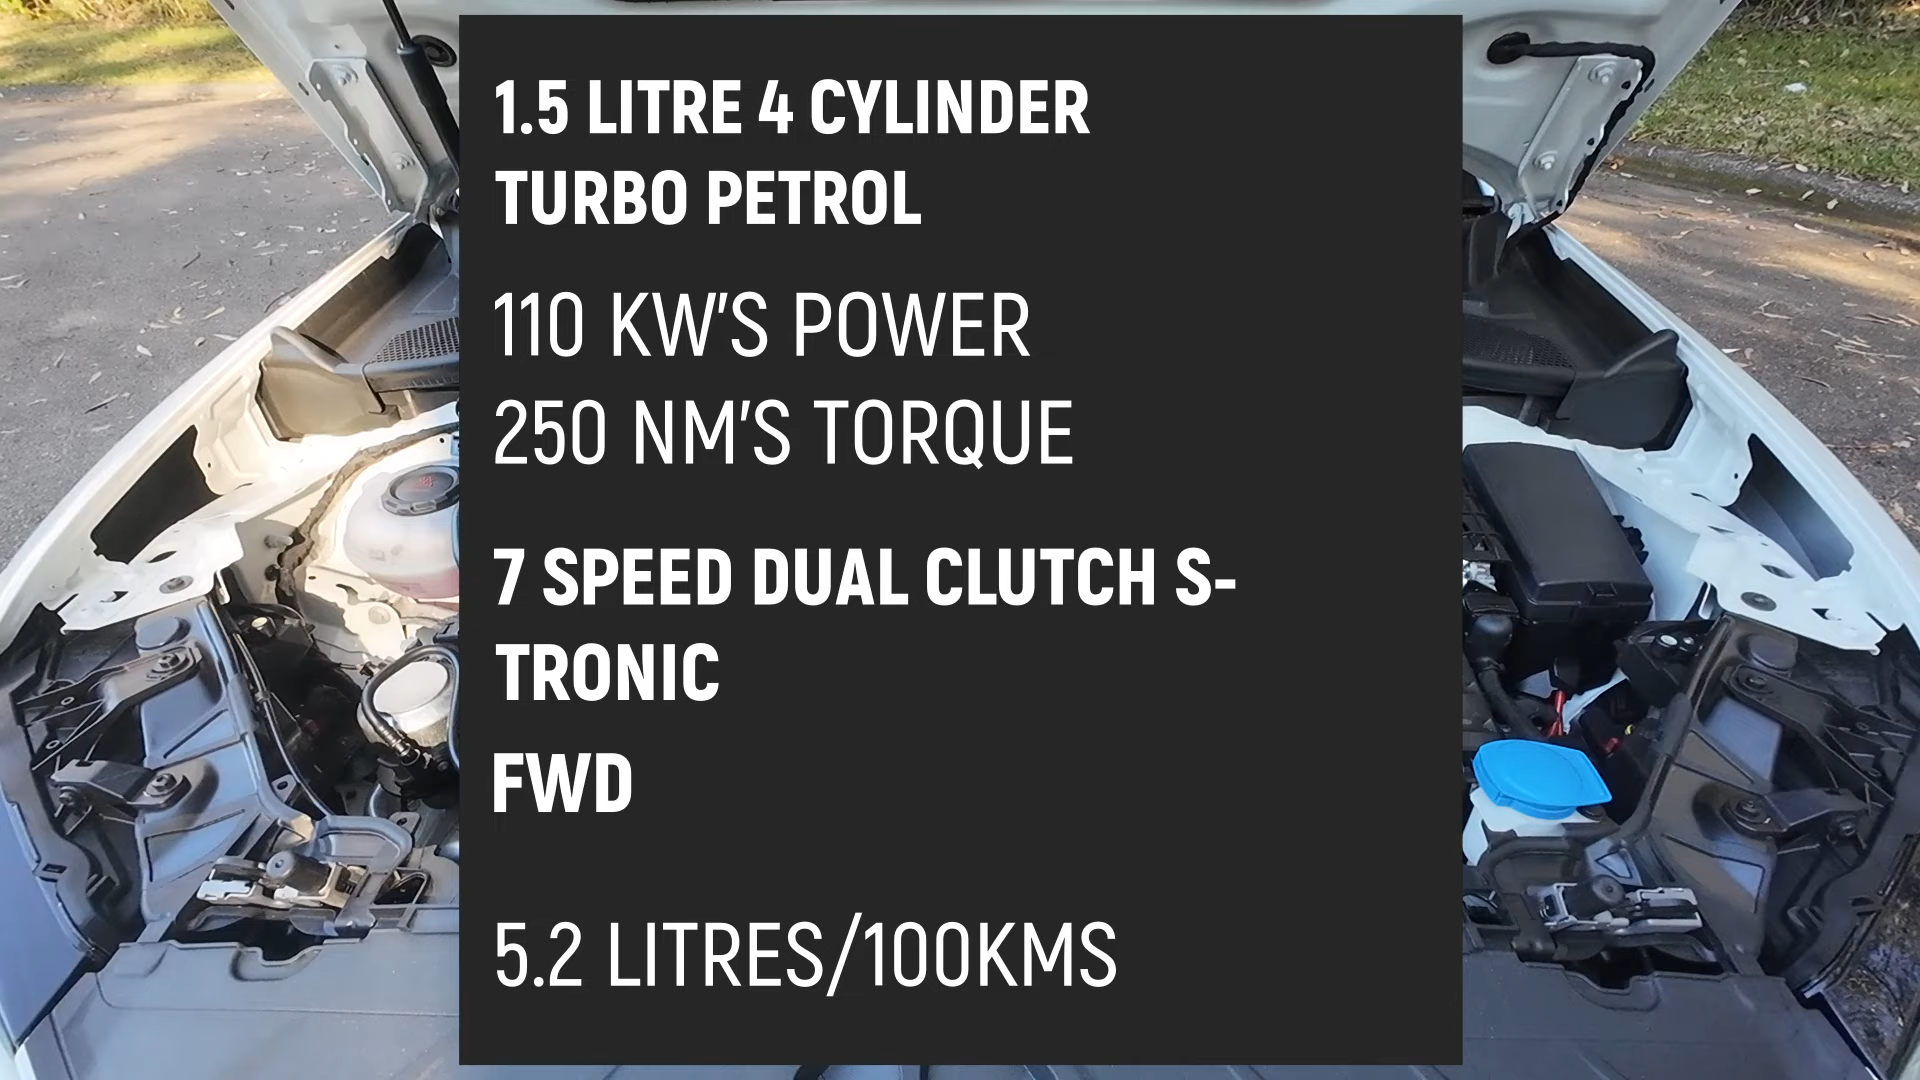 1.5 LITRE 4 CYLINDER
TURBO PETROL
110 KW'S POWER
250 NM'S TORQUE
7 SPEED DUAL CLUTCH S-
TRONIC
FWD
5.2 LITRES/100KMS